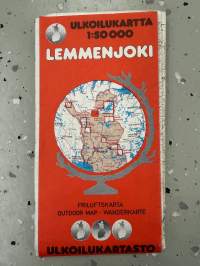 ULKOILUKARTTA
1:50 000
LEMMENJOKI
FRILUFTSKARTA
OUTDOOR MAP - WANDERKARTE
ULKOILUKARTASTO